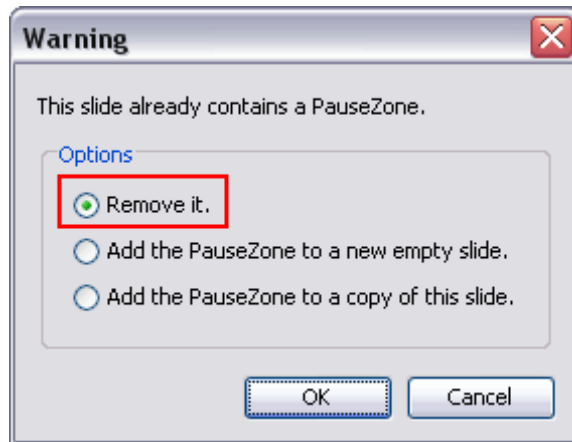 Warning
This slide already contains a PauseZone.
Options
Remove it.
Add the PauseZone to a new empty slide.
Add the PauseZone to a copy of this slide.
OK Cancel